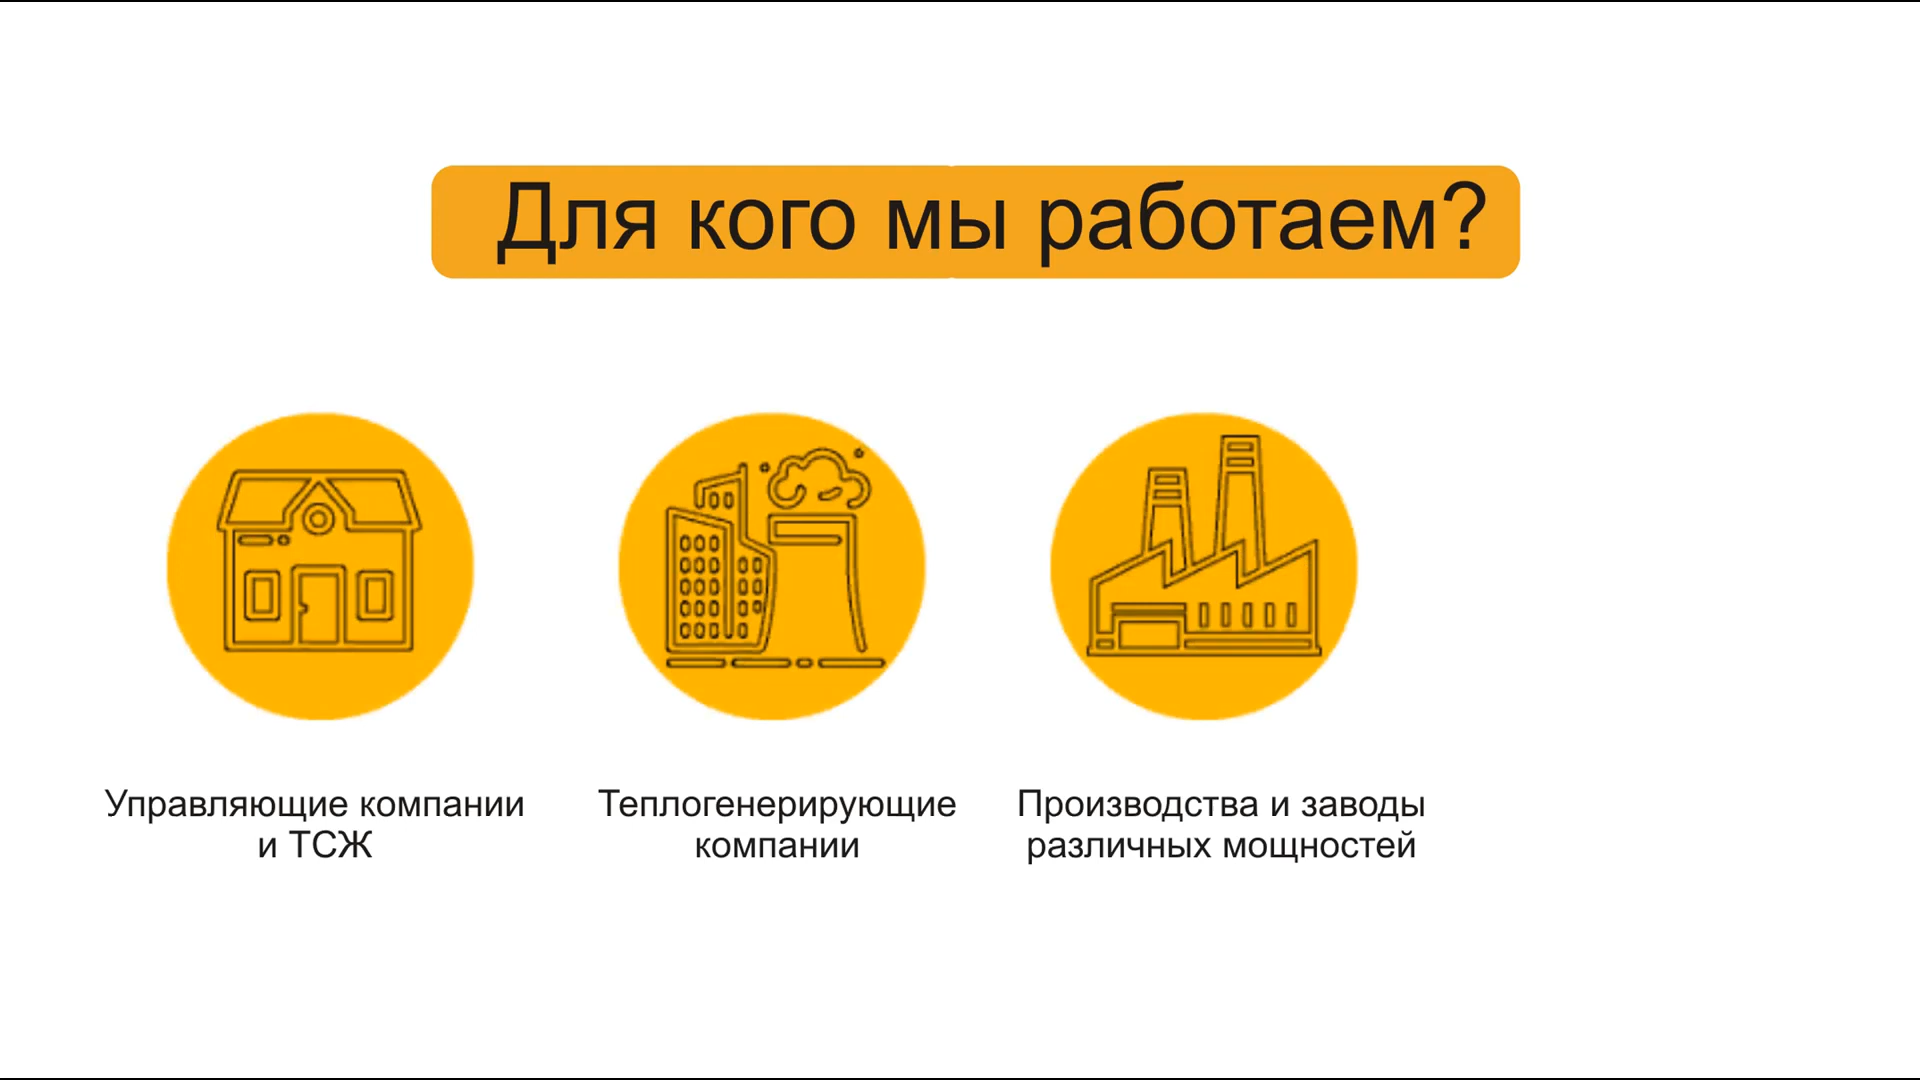 Для кого мы работаем?
Управляющие компании
и ТСЖ
Теплогенерирующие
компании
Производства и заводы
различных мощностей